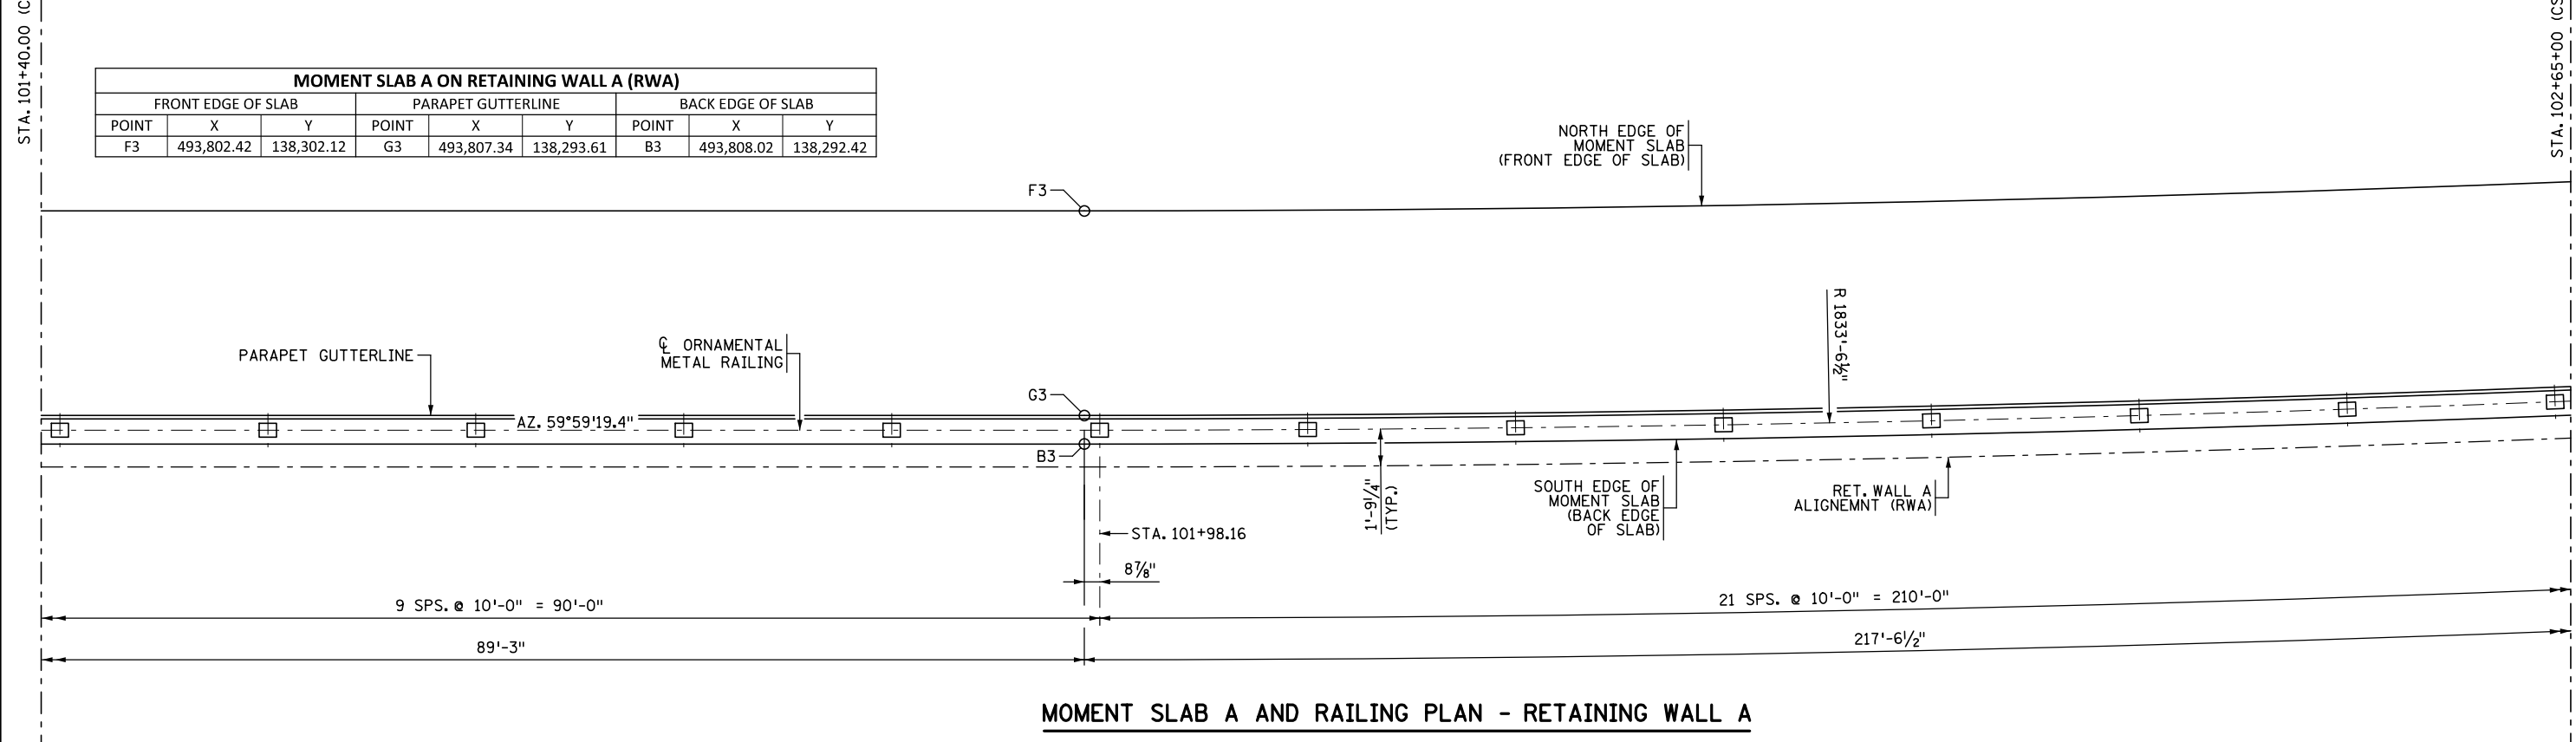 STA. 101+40.00 (C
STA. 102+65+00 (CS
MOMENT SLAB A ON RETAINING WALL A (RWA)
FRONT EDGE OF SLAB PARAPET GUTTERLINE BACK EDGE OF SLAB
POINT X Y POINT X Y POINT X Y
F3 493,802.42 138,302.12 G3 493,807.34 138,293.61 B3 493,808.02 138,292.42
NORTH EDGE OF
MOMENT SLAB
(FRONT EDGE OF SLAB)
F3
R 1833'-6½"
PARAPET GUTTERLINE
℄ ORNAMENTAL
METAL RAILING
G3
AZ. 59°59'19.4"
B3
1'-9¼"
(TYP.)
SOUTH EDGE OF
MOMENT SLAB
(BACK EDGE
OF SLAB)
RET. WALL A
ALIGNEMNT (RWA)
STA. 101+98.16
8⅞"
9 SPS. @ 10'-0" = 90'-0"
21 SPS. @ 10'-0" = 210'-0"
89'-3"
217'-6½"
MOMENT SLAB A AND RAILING PLAN - RETAINING WALL A